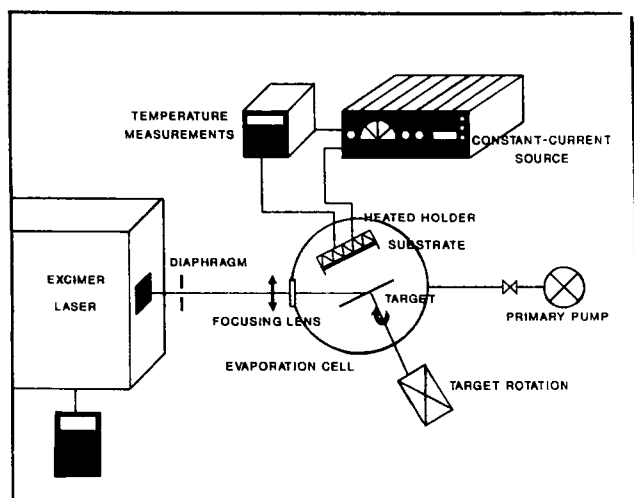 TEMPERATURE
MEASUREMENTS
CONSTANT-CURRENT
SOURCE
HEATED HOLDER
SUBSTRATE
DIAPHRAGM
EXCIMER
LASER
FOCUSING LENS
TARGET
PRIMARY PUMP
EVAPORATION CELL
TARGET ROTATION